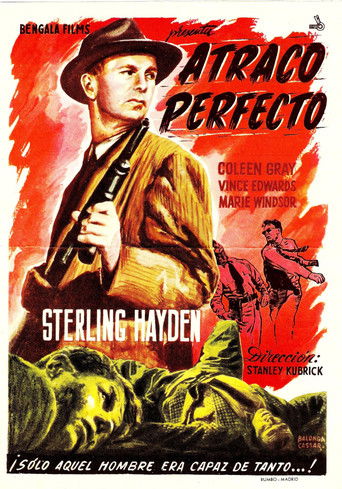 BENGALA FILMS
presenta
ATRACO
PERFECTO
COLEEN GRAY
VINCE EDWARDS
MARIE WINDSOR
STERLING HAYDEN
Dirección:
STANLEY KUBRICK
BALONGA
CASSAR
¡SÓLO AQUEL HOMBRE ERA CAPAZ DE TANTO...!
RUMBO - MADRID